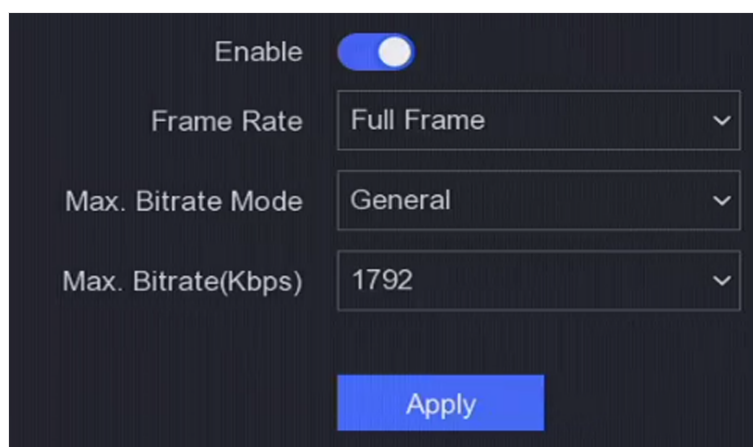 Enable
Frame Rate Full Frame
Max. Bitrate Mode General
Max. Bitrate(Kbps) 1792
Apply